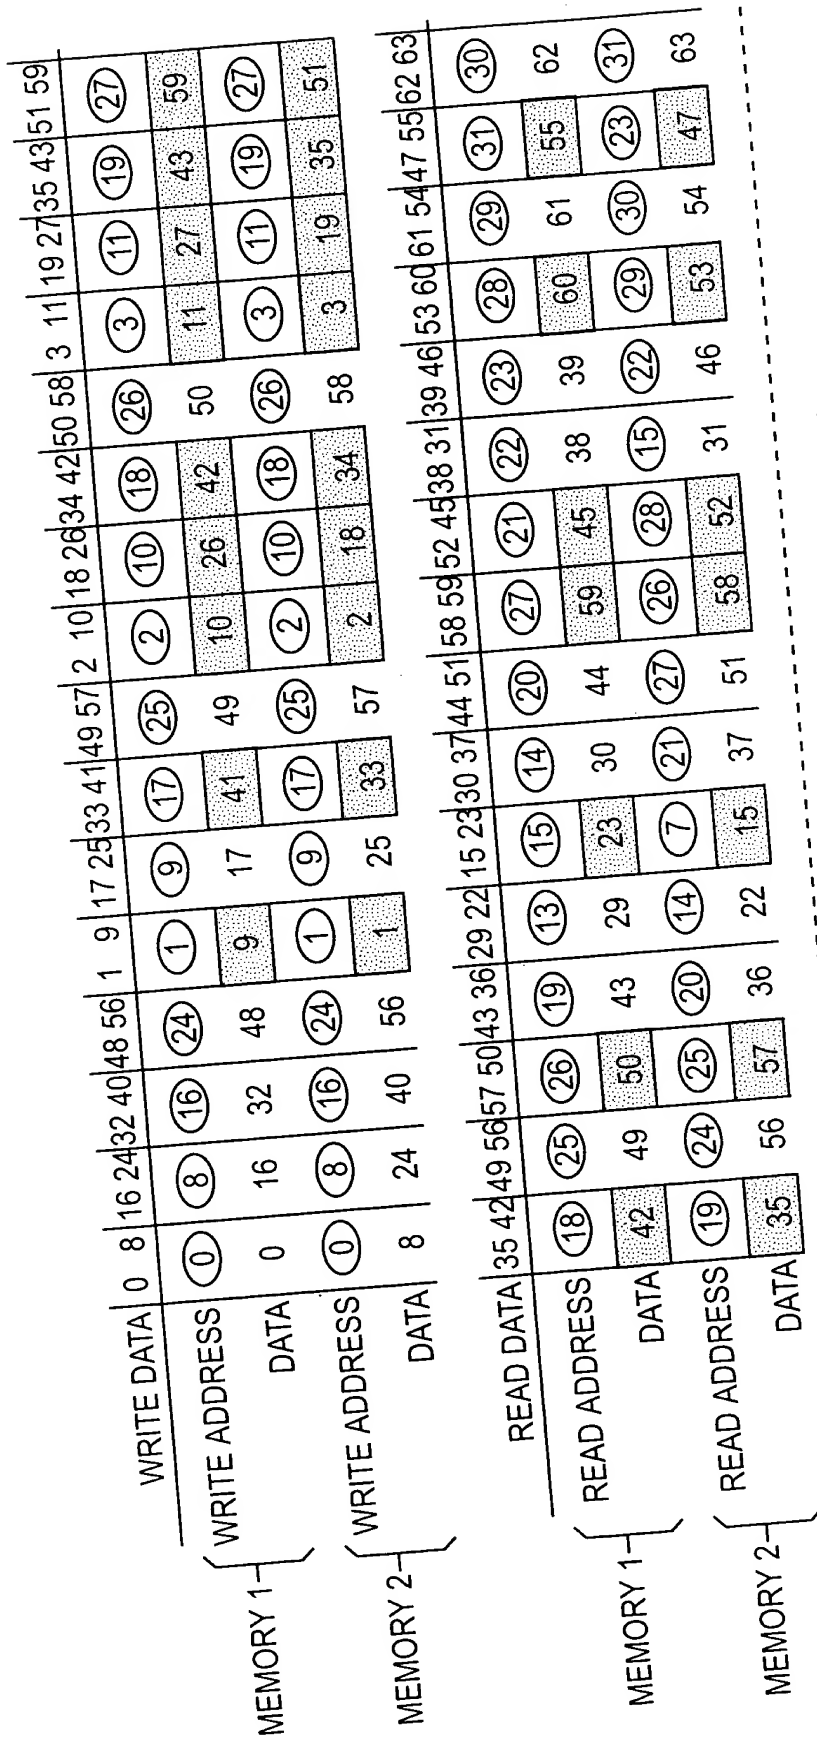 WRITE DATA 0 8 16 24 32 40 48 56 1 9 17 25 33 41 49 57 2 10 18 26 34 42 50 58 3 11 19 27 35 43 51 59
WRITE ADDRESS 0 8 16 24 1 9 17 25 2 10 18 26 3 11 19 27
MEMORY 1
DATA 0 16 32 48 9 17 41 49 10 26 42 50 11 27 43 59
WRITE ADDRESS 0 8 16 24 1 9 17 25 2 10 18 26 3 11 19 27
MEMORY 2
DATA 8 24 40 56 1 25 33 57 2 18 34 58 3 19 35 51
READ DATA 35 42 49 56 57 50 43 36 29 22 15 23 30 37 44 51 58 59 52 45 38 31 39 46 53 60 61 54 47 55 62 63
READ ADDRESS 18 25 26 19 13 15 14 20 27 21 22 23 28 29 31 30
MEMORY 1
DATA 42 49 50 43 29 23 30 44 59 45 38 39 60 61 55 62
READ ADDRESS 19 24 25 20 14 7 21 27 26 28 15 22 29 30 23 31
MEMORY 2
DATA 35 56 57 36 22 15 37 51 58 52 31 46 53 54 47 63